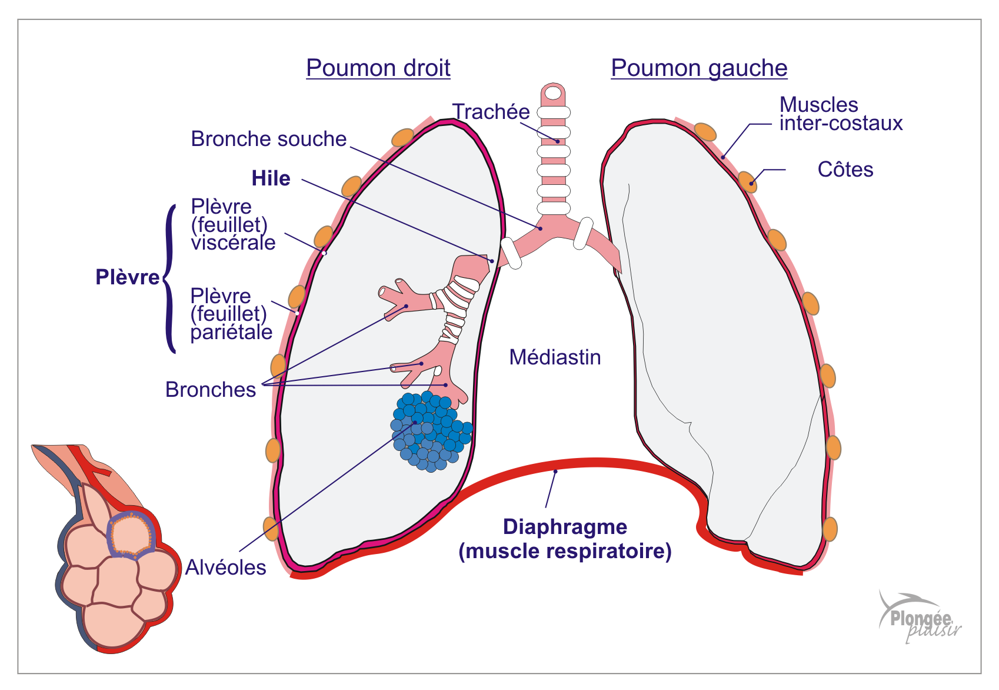 Poumon droit
Poumon gauche
Trachée
Muscles
inter-costaux
Bronche souche
Côtes
Hile
Plèvre
(feuillet)
viscérale
Plèvre
Plèvre
(feuillet)
pariétale
Médiastin
Bronches
Diaphragme
(muscle respiratoire)
Alvéoles
Plongée
plaisir